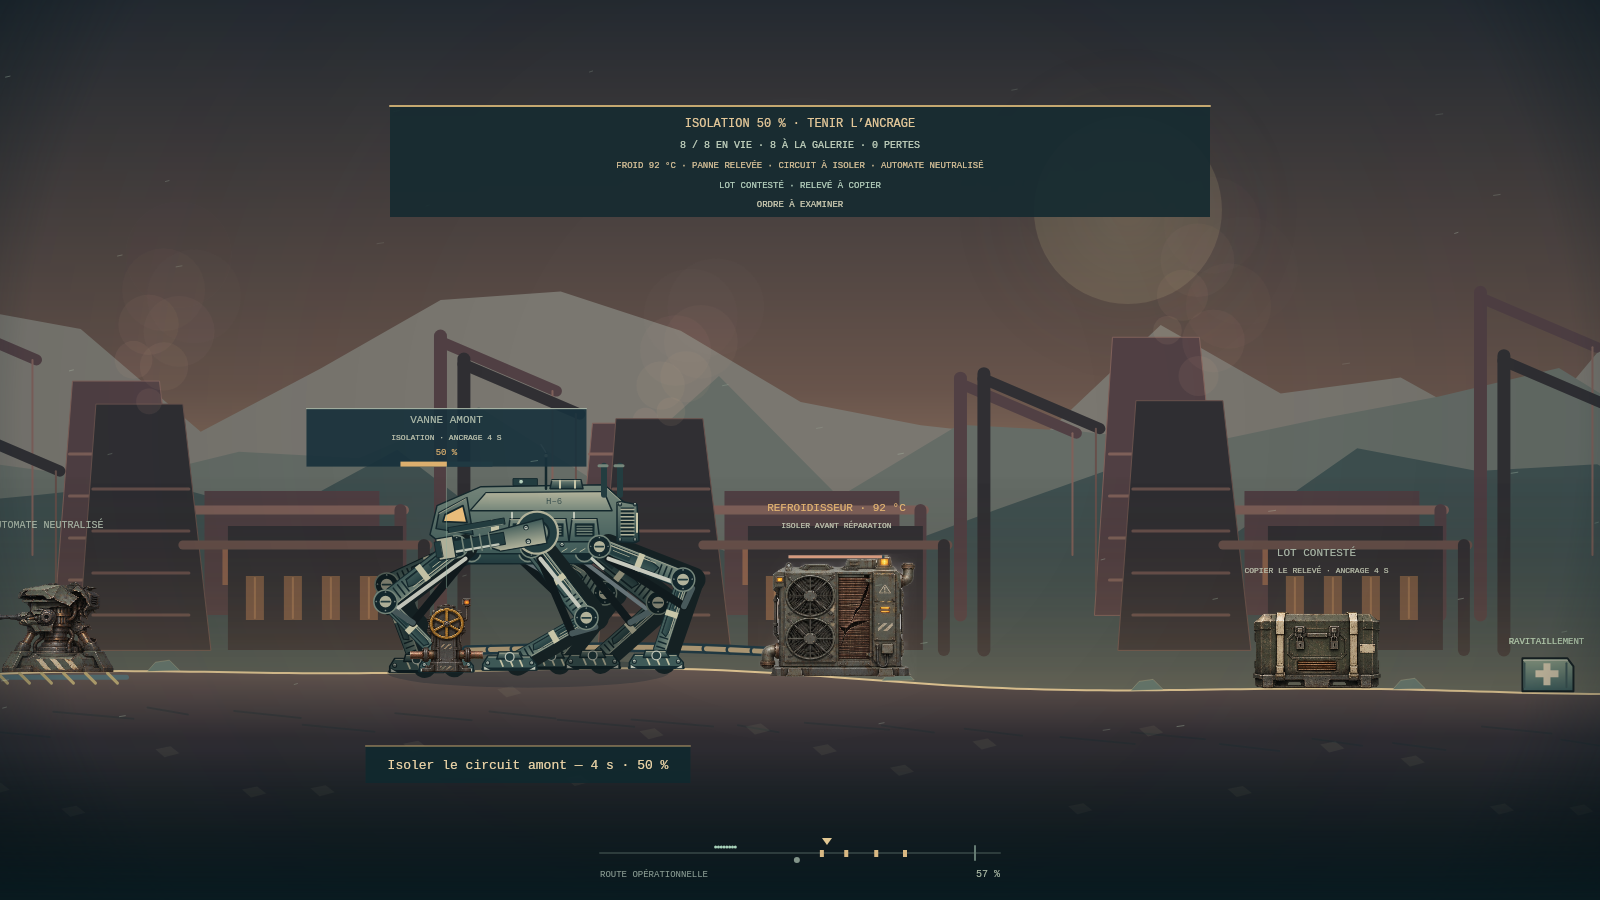 ISOLATION 50 % · TENIR L’ANCRAGE
8 / 8 EN VIE · 8 À LA GALERIE · 0 PERTES
FROID 92 °C · PANNE RELEVÉE · CIRCUIT À ISOLER · AUTOMATE NEUTRALISÉ
LOT CONTESTÉ · RELEVÉ À COPIER
ORDRE À EXAMINER
VANNE AMONT
ISOLATION · ANCRAGE 4 S
50 %
H-6
REFROIDISSEUR · 92 °C
ISOLER AVANT RÉPARATION
UTOMATE NEUTRALISÉ
LOT CONTESTÉ
COPIER LE RELEVÉ · ANCRAGE 4 S
RAVITAILLEMENT
Isoler le circuit amont — 4 s · 50 %
ROUTE OPÉRATIONNELLE
57 %